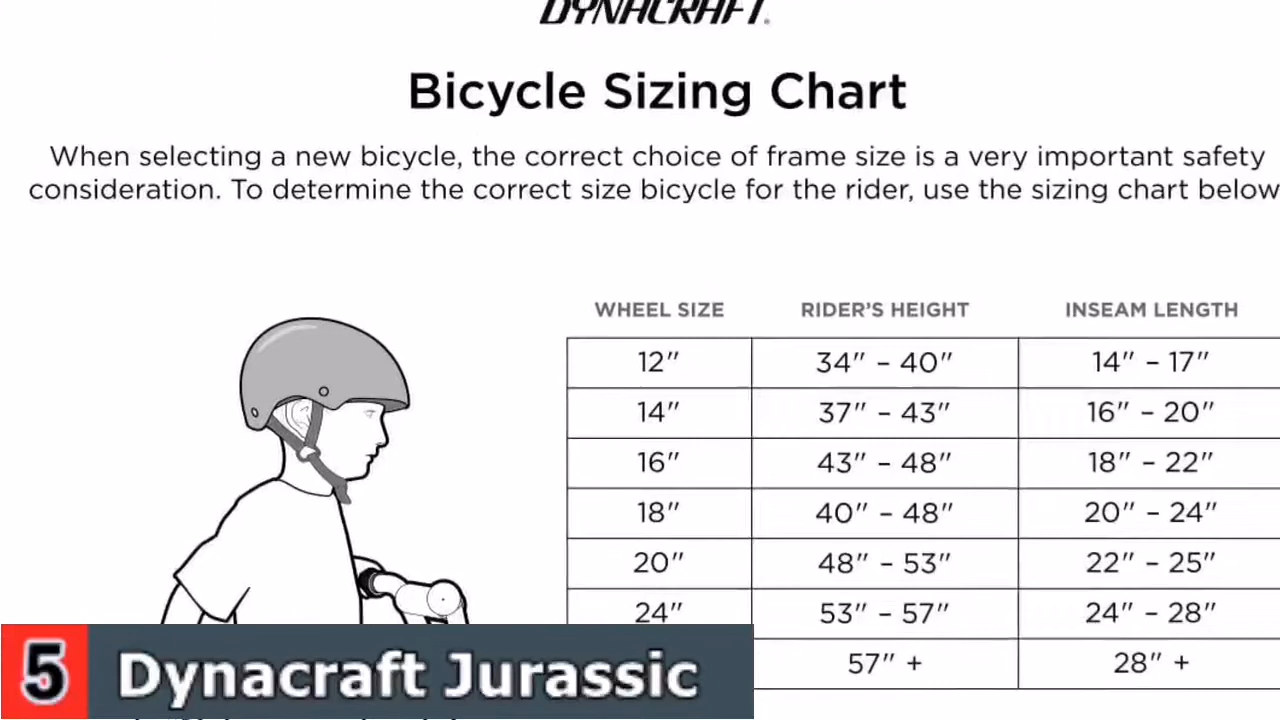 DYNACRAFT.
Bicycle Sizing Chart
When selecting a new bicycle, the correct choice of frame size is a very important safety
consideration. To determine the correct size bicycle for the rider, use the sizing chart below
WHEEL SIZE RIDER'S HEIGHT INSEAM LENGTH
12" 34" – 40" 14" – 17"
14" 37" – 43" 16" – 20"
16" 43" – 48" 18" – 22"
18" 40" – 48" 20" – 24"
20" 48" – 53" 22" – 25"
24" 53" – 57" 24" – 28"
57" + 28" +
5 Dynacraft Jurassic